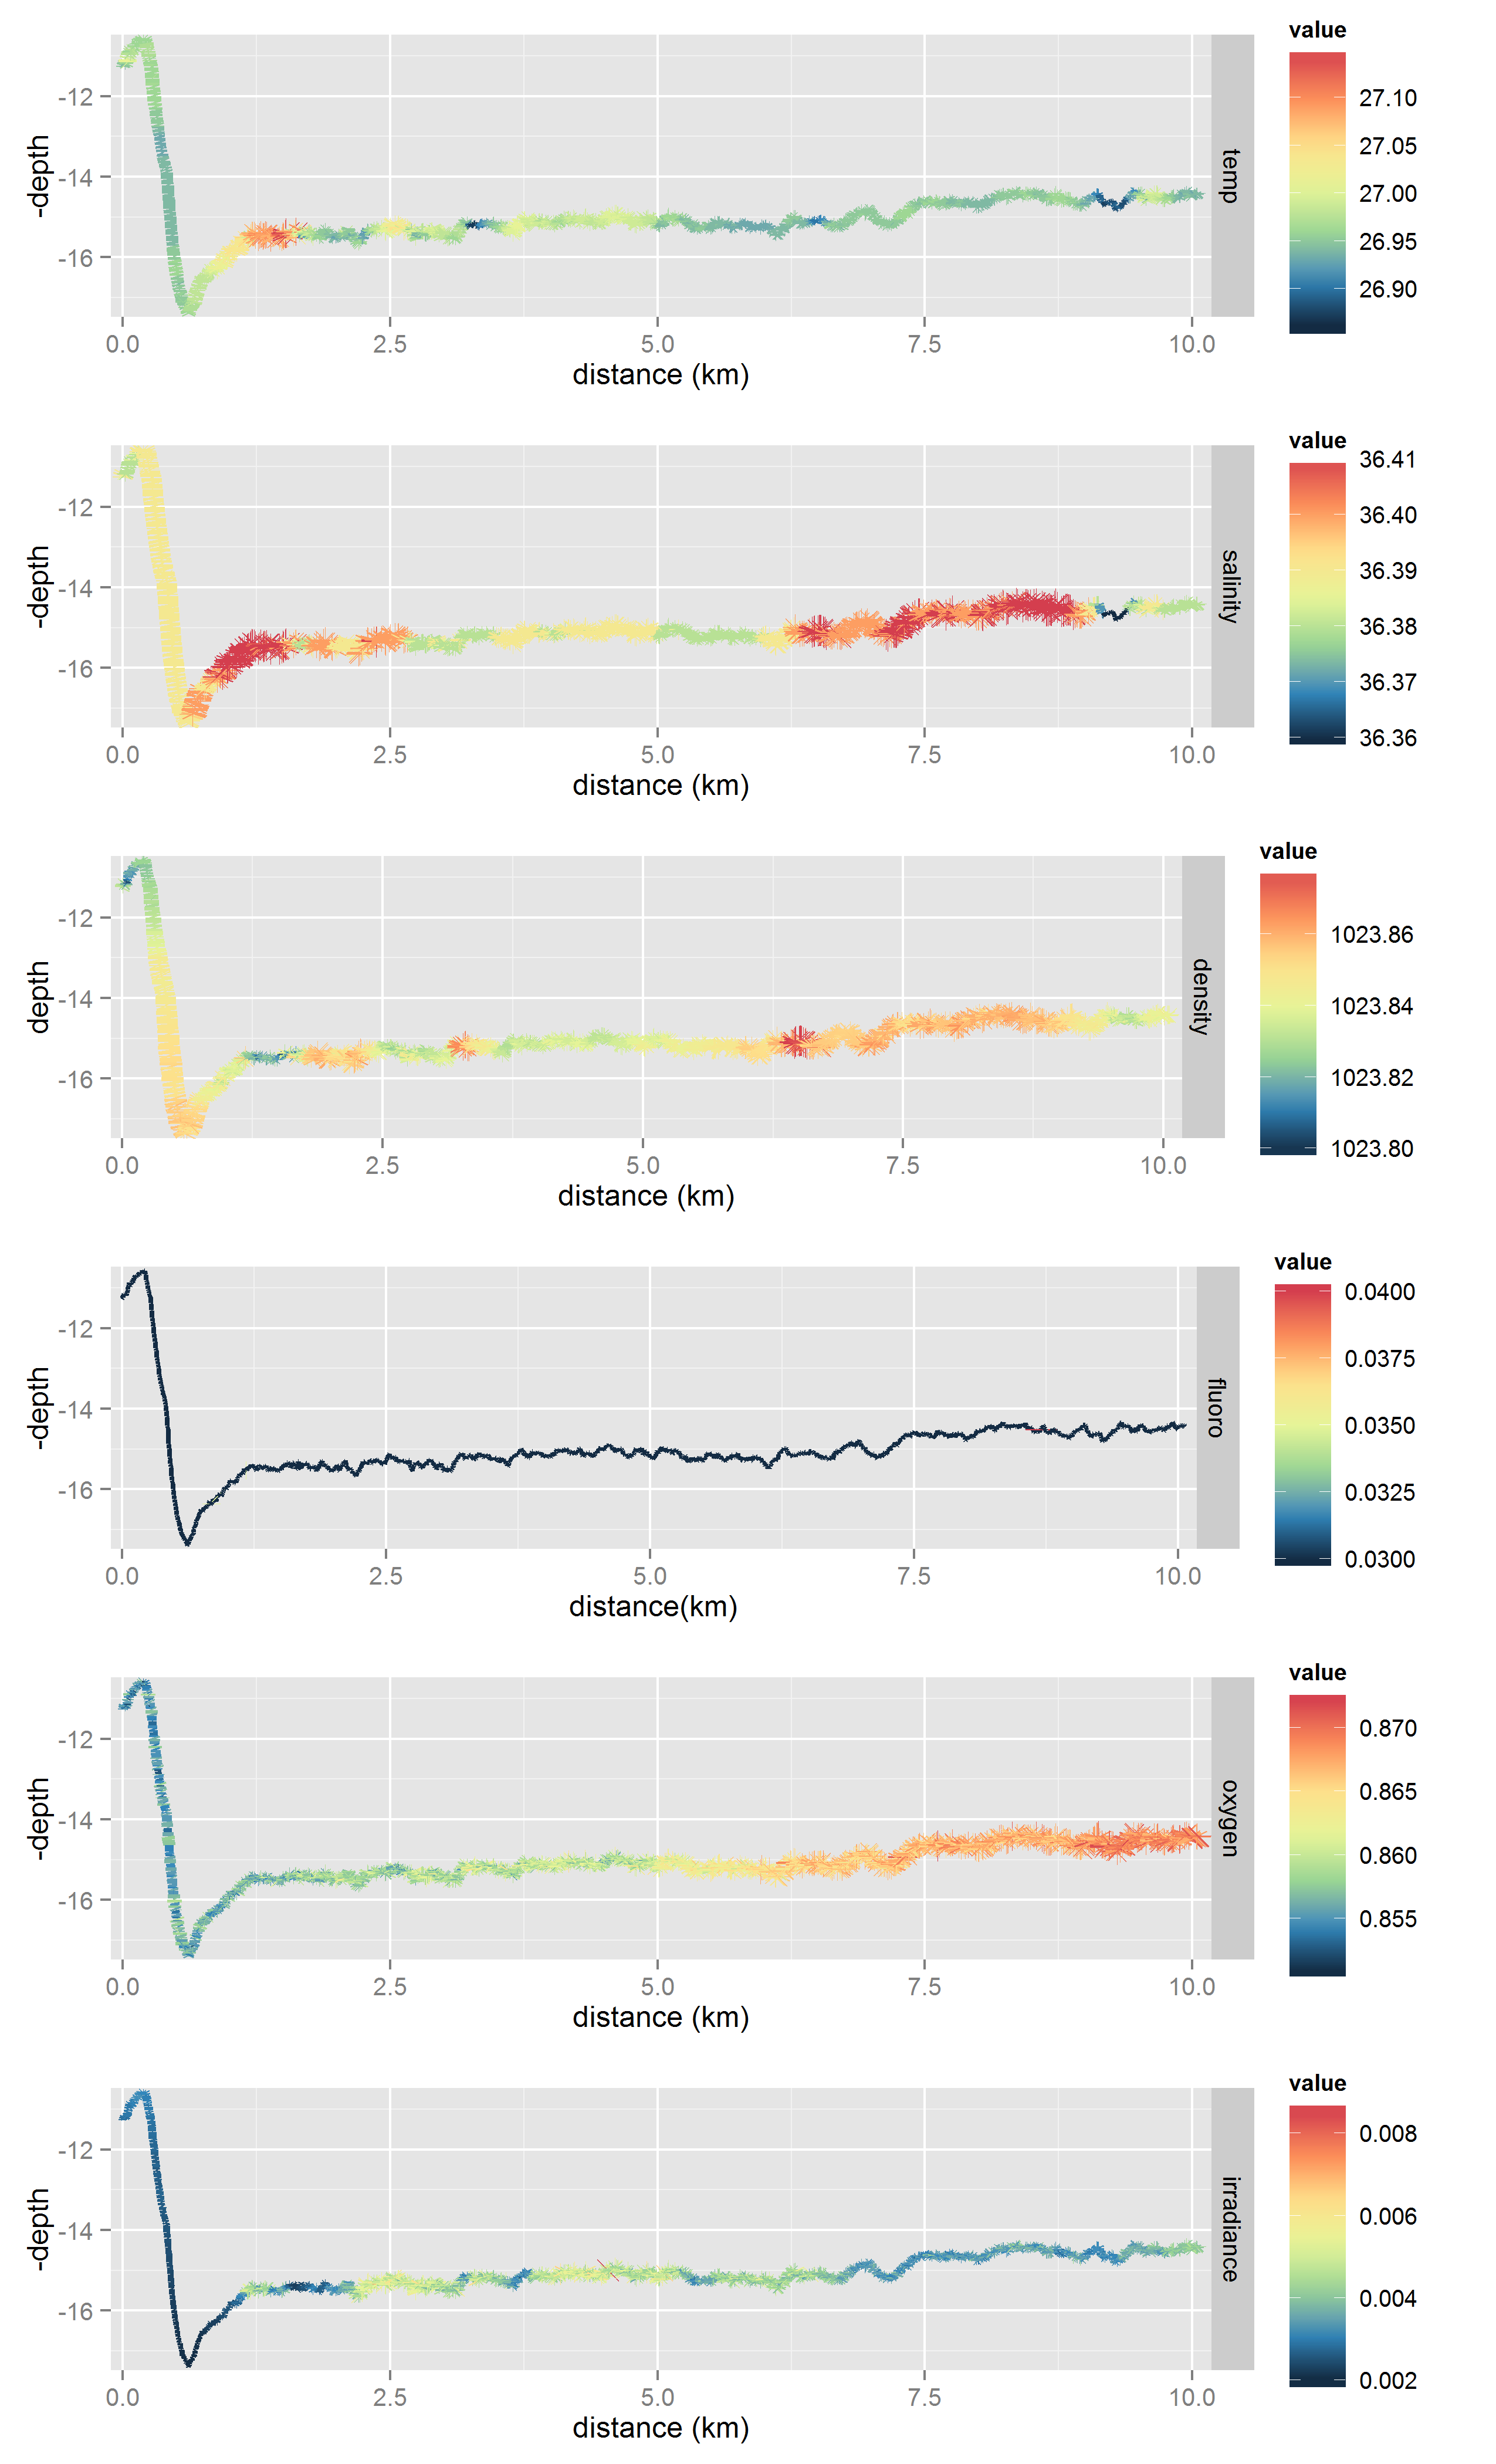 value
-12
-14
-16
-depth
temp
27.10
27.05
27.00
26.95
26.90
0.0 2.5 5.0 7.5 10.0
distance (km)
value
-12
-14
-16
-depth
salinity
36.41
36.40
36.39
36.38
36.37
36.36
0.0 2.5 5.0 7.5 10.0
distance (km)
value
-12
-14
-16
depth
density
1023.86
1023.84
1023.82
1023.80
0.0 2.5 5.0 7.5 10.0
distance (km)
value
-12
-14
-16
-depth
fluoro
0.0400
0.0375
0.0350
0.0325
0.0300
0.0 2.5 5.0 7.5 10.0
distance(km)
value
-12
-14
-16
-depth
oxygen
0.870
0.865
0.860
0.855
0.0 2.5 5.0 7.5 10.0
distance (km)
value
-12
-14
-16
-depth
irradiance
0.008
0.006
0.004
0.002
0.0 2.5 5.0 7.5 10.0
distance (km)